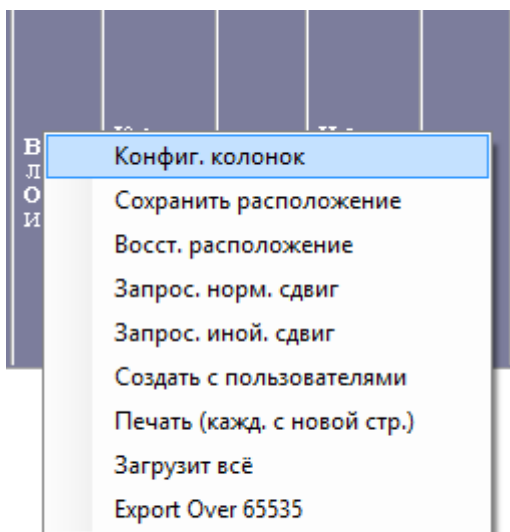 В
Л
О
И
Конфиг. колонок
Сохранить расположение
Восст. расположение
Запрос. норм. сдвиг
Запрос. иной. сдвиг
Создать с пользователями
Печать (кажд. с новой стр.)
Загрузит всё
Export Over 65535